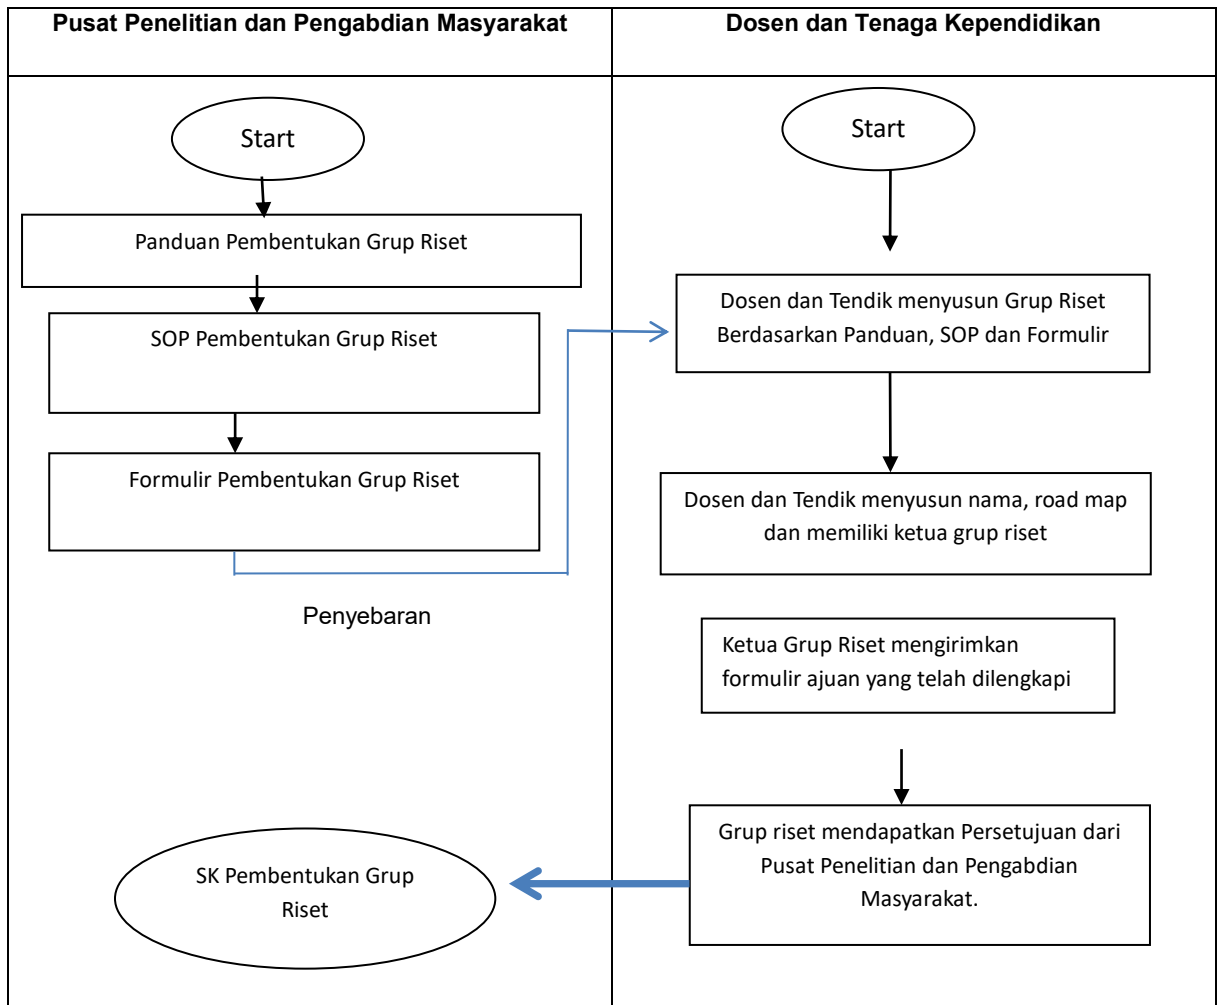 Pusat Penelitian dan Pengabdian Masyarakat
Dosen dan Tenaga Kependidikan
Start
Panduan Pembentukan Grup Riset
SOP Pembentukan Grup Riset
Formulir Pembentukan Grup Riset
Penyebaran
Start
Dosen dan Tendik menyusun Grup Riset
Berdasarkan Panduan, SOP dan Formulir
Dosen dan Tendik menyusun nama, road map
dan memiliki ketua grup riset
Ketua Grup Riset mengirimkan
formulir ajuan yang telah dilengkapi
Grup riset mendapatkan Persetujuan dari
Pusat Penelitian dan Pengabdian
Masyarakat.
SK Pembentukan Grup
Riset